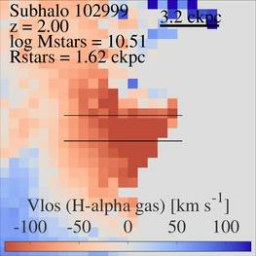 Subhalo 102999
3.2 ckpc
z = 2.00
log Mstars = 10.51
Rstars = 1.62 ckpc
Vlos (H-alpha gas) [km s⁻¹]
-100 -50 0 50 100